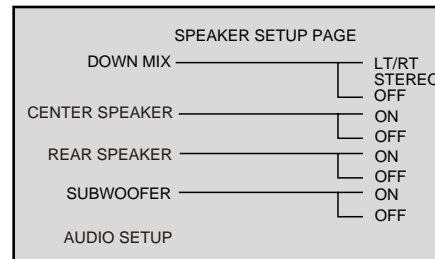 SPEAKER SETUP PAGE
DOWN MIX LT/RT
STEREO
OFF
CENTER SPEAKER ON
OFF
REAR SPEAKER ON
OFF
SUBWOOFER ON
OFF
AUDIO SETUP